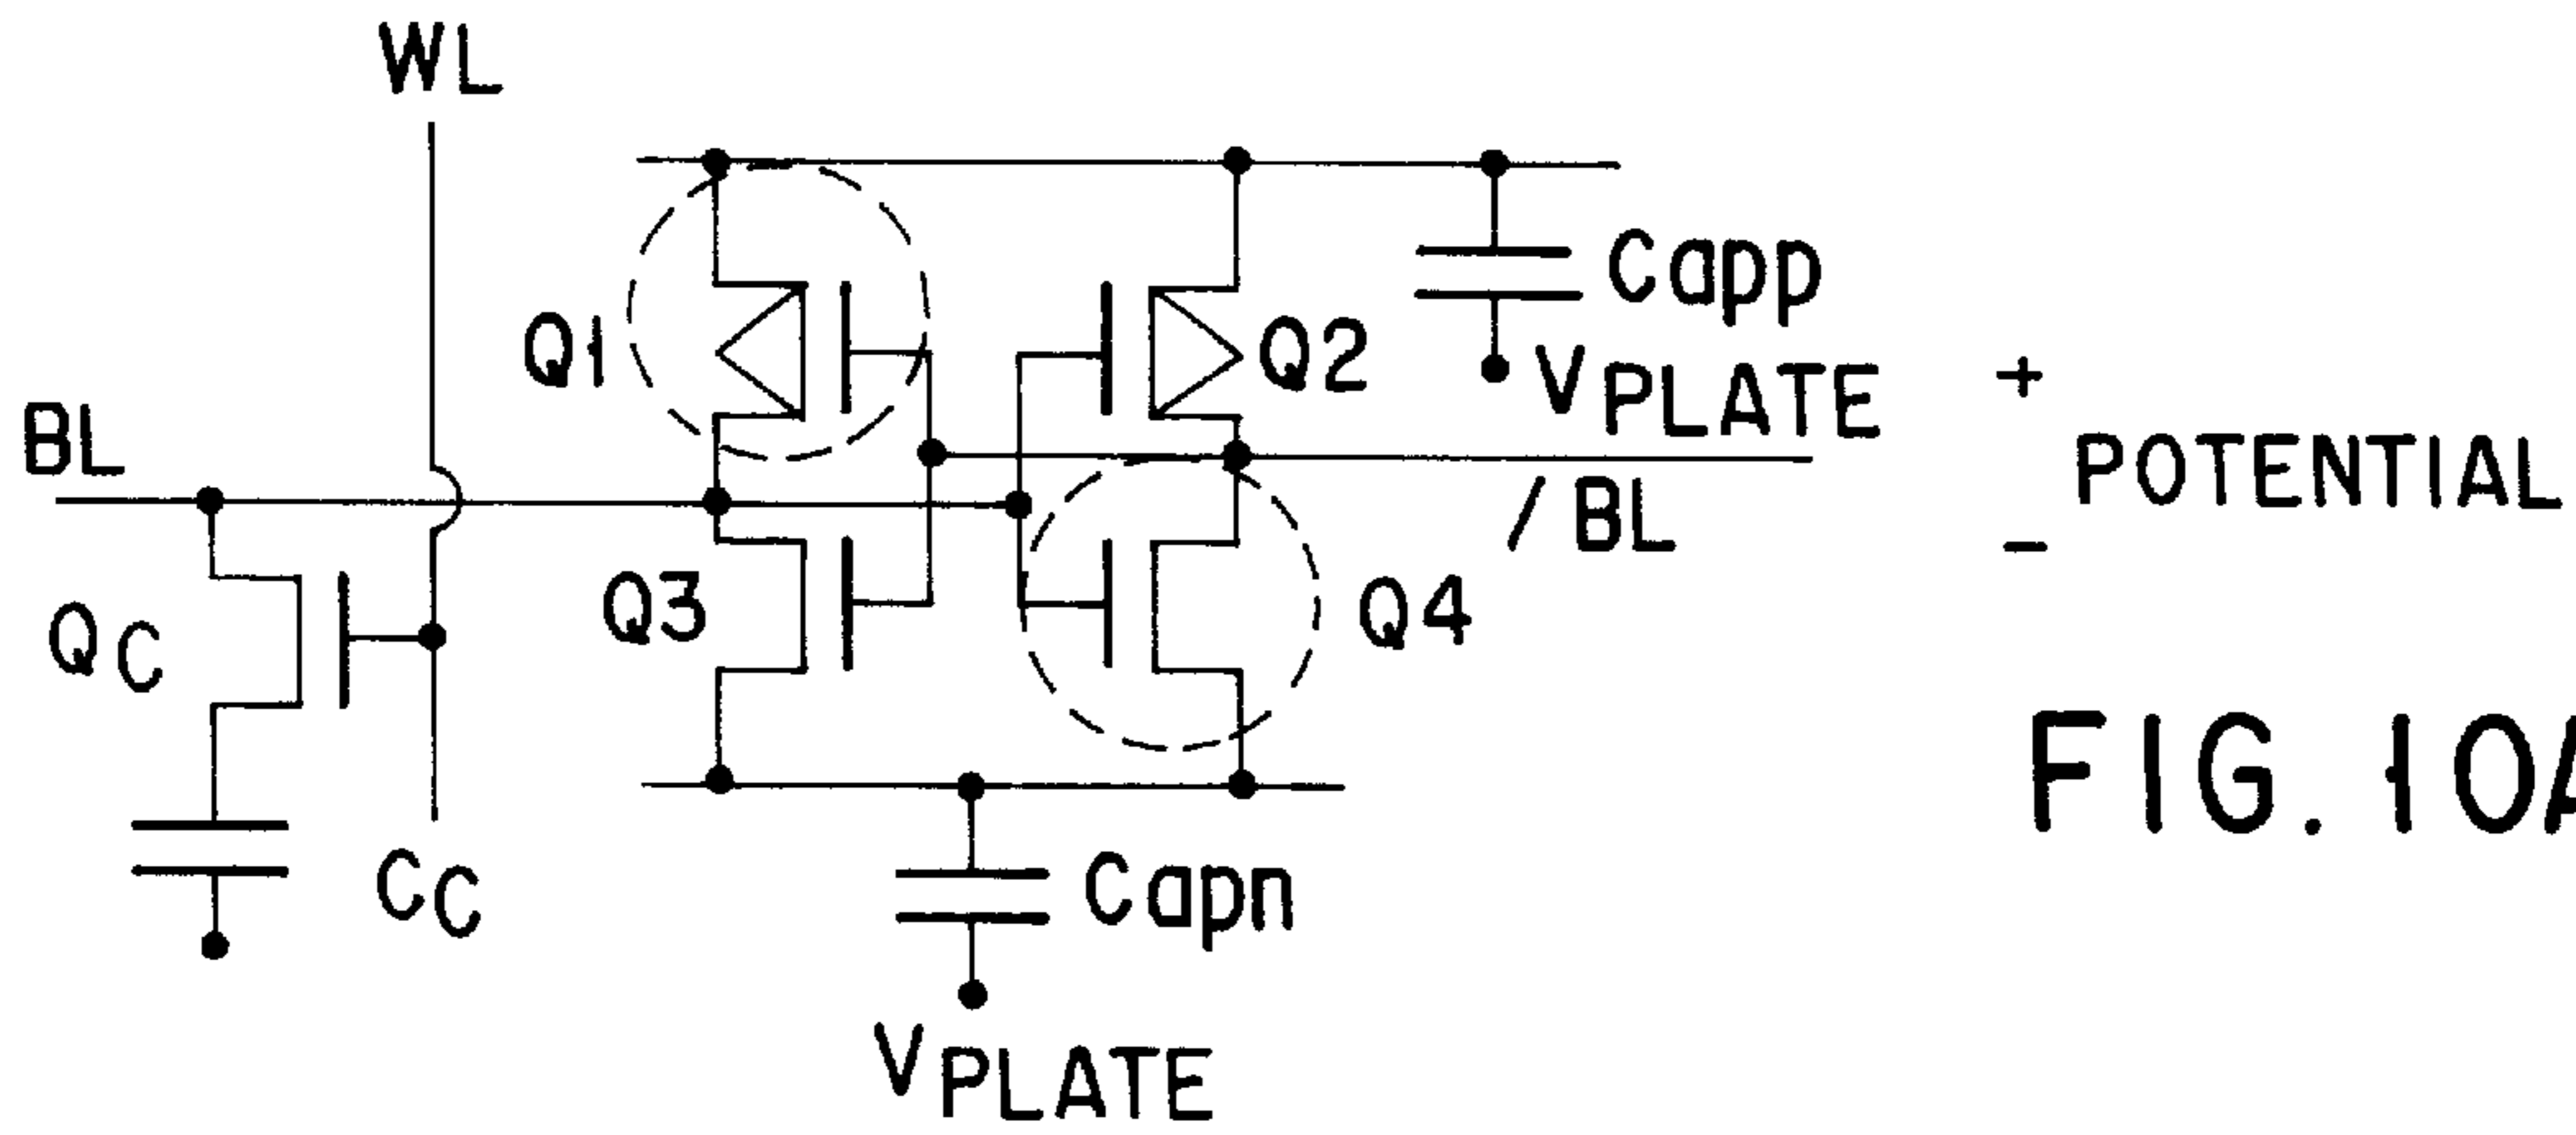 WL
Capp
Q1
Q2
VPLATE
+
BL
POTENTIAL
/BL
−
QC
Q3
Q4
FIG. 10A
CC
Capn
VPLATE